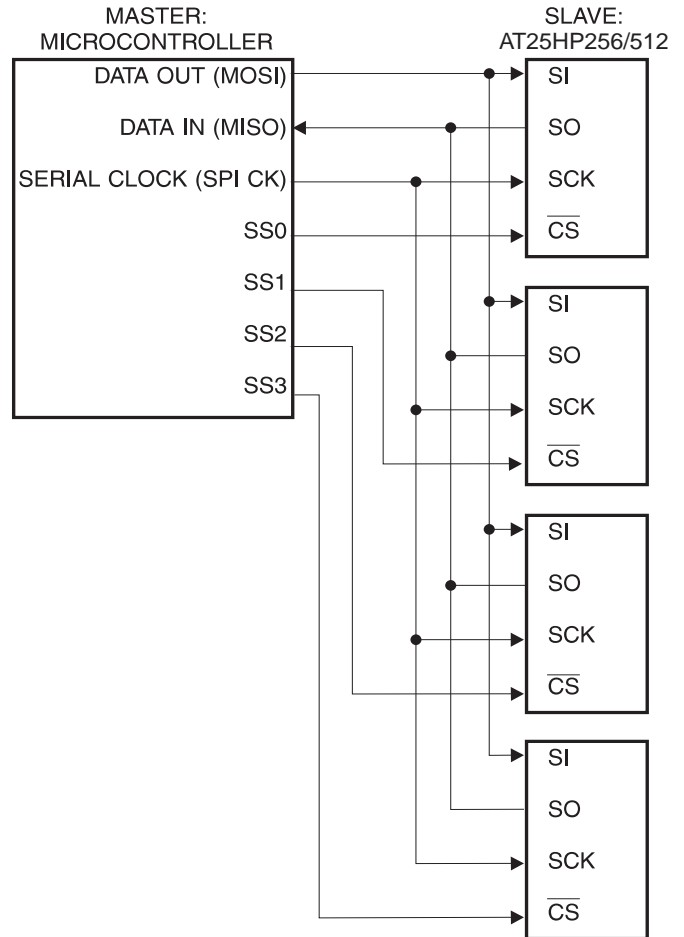 MASTER:
MICROCONTROLLER
SLAVE:
AT25HP256/512
DATA OUT (MOSI)
DATA IN (MISO)
SERIAL CLOCK (SPI CK)
SS0
SS1
SS2
SS3
SI
SO
SCK
CS
SI
SO
SCK
CS
SI
SO
SCK
CS
SI
SO
SCK
CS